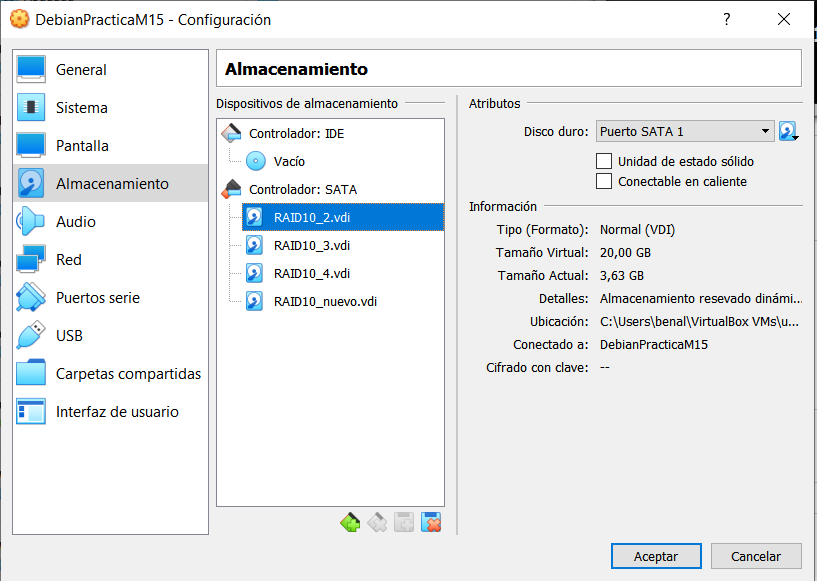 DebianPracticaM15 - Configuración
?
General
Sistema
Pantalla
Almacenamiento
Audio
Red
Puertos serie
USB
Carpetas compartidas
Interfaz de usuario
Almacenamiento
Dispositivos de almacenamiento
Controlador: IDE
Vacío
Controlador: SATA
RAID10_2.vdi
RAID10_3.vdi
RAID10_4.vdi
RAID10_nuevo.vdi
Atributos
Disco duro: Puerto SATA 1
Unidad de estado sólido
Conectable en caliente
Información
Tipo (Formato): Normal (VDI)
Tamaño Virtual: 20,00 GB
Tamaño Actual: 3,63 GB
Detalles: Almacenamiento resevado dinámi...
Ubicación: C:\Users\benal\VirtualBox VMs\u...
Conectado a: DebianPracticaM15
Cifrado con clave: --
Aceptar
Cancelar